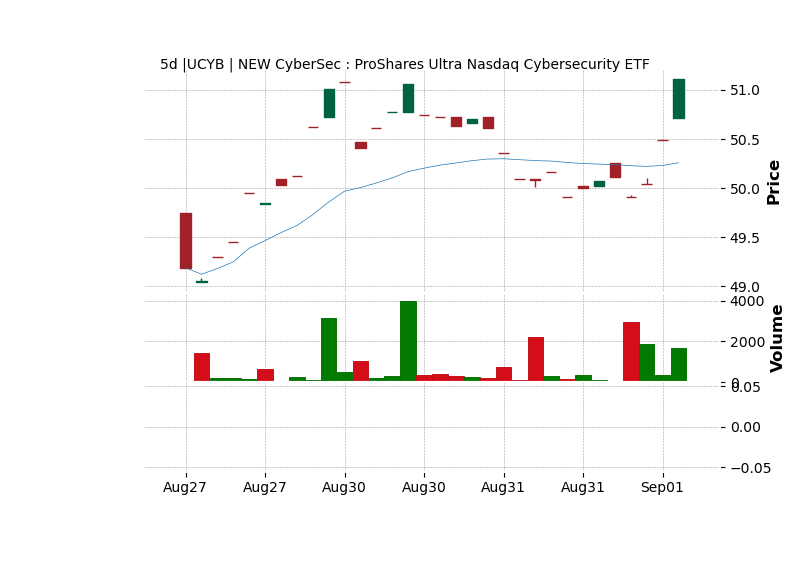 5d |UCYB | NEW CyberSec : ProShares Ultra Nasdaq Cybersecurity ETF
51.0
50.5
50.0
49.5
49.0
Price
4000
2000
0
Volume
0.05
0.00
−0.05
Aug27 Aug27 Aug30 Aug30 Aug31 Aug31 Sep01